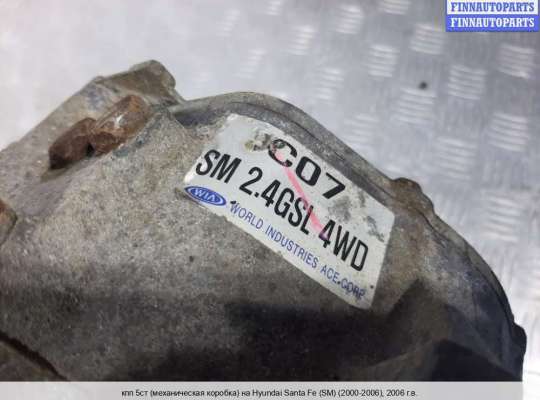 FINNAUTOPARTS
FINNAUTOPARTS
JC07
SM 2.4GSL 4WD
WIA WORLD INDUSTRIES ACE CORP.
кпп 5ст (механическая коробка) на Hyundai Santa Fe (SM) (2000-2006), 2006 г.в.